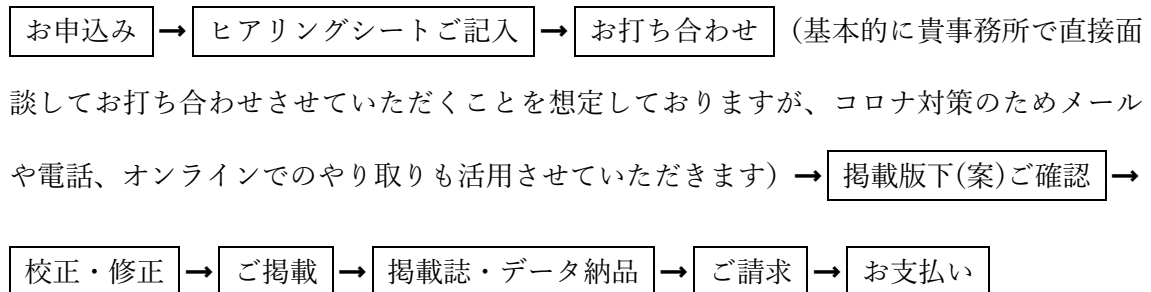 お申込み→ヒアリングシートご記入→お打ち合わせ（基本的に貴事務所で直接面
談してお打ち合わせさせていただくことを想定しておりますが、コロナ対策のためメール
や電話、オンラインでのやり取りも活用させていただきます）→掲載版下(案)ご確認→
校正・修正→ご掲載→掲載誌・データ納品→ご請求→お支払い